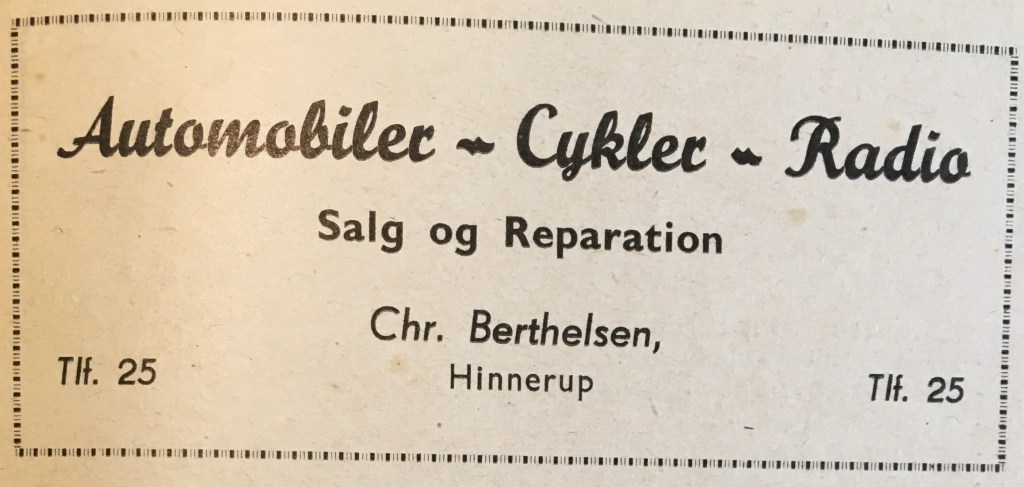 Automobiler - Cykler - Radio
Salg og Reparation
Chr. Berthelsen,
Tlf. 25 Hinnerup Tlf. 25